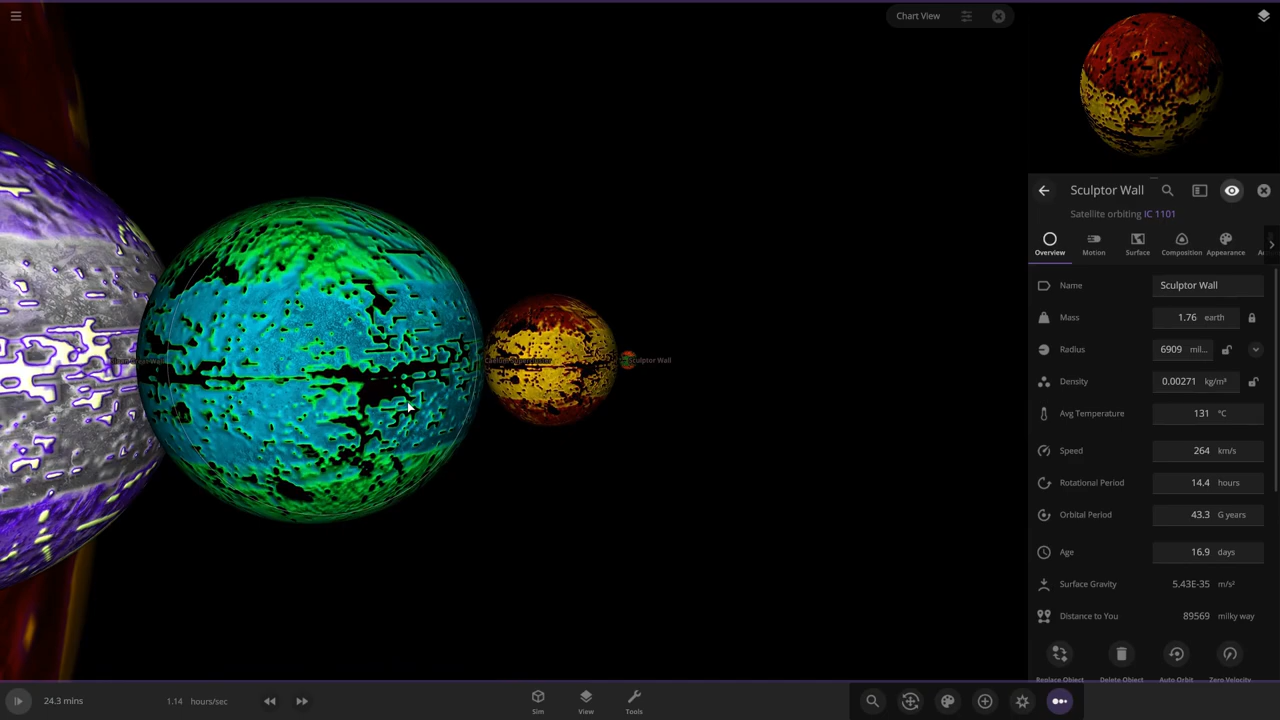 Chart View
Sculptor Wall
Satellite orbiting IC 1101
Overview
Motion
Surface
Composition
Appearance
Name
Sculptor Wall
Mass
1.76 earth
Radius
6909 mil...
Density
0.00271 kg/m³
Avg Temperature
131 °C
Speed
264 km/s
Rotational Period
14.4 hours
Orbital Period
43.3 G years
Age
16.9 days
Surface Gravity
5.43E-35 m/s²
Distance to You
89569 milky way
Replace Object
Delete Object
Auto Orbit
Zero Velocity
Sculptor Wall
24.3 mins
1.14 hours/sec
Sim
View
Tools